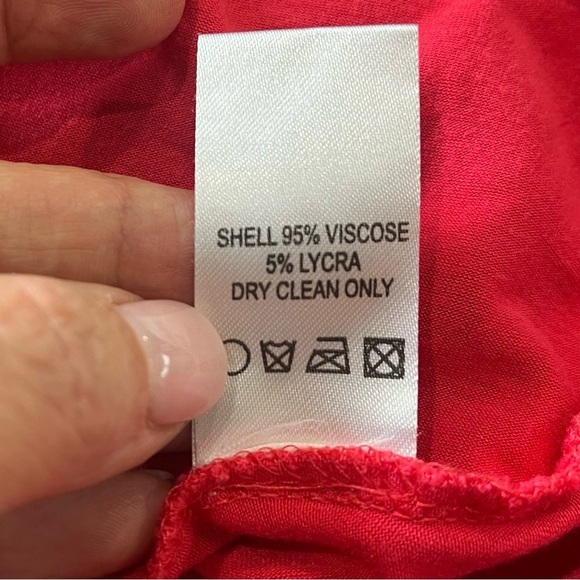 SHELL 95% VISCOSE
5% LYCRA
DRY CLEAN ONLY